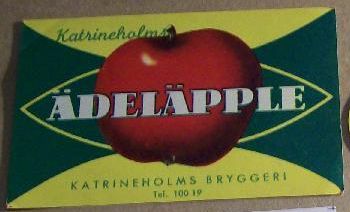 Katrineholms
ÄDELÄPPLE
KATRINEHOLMS BRYGGERI
Tel. 100 19